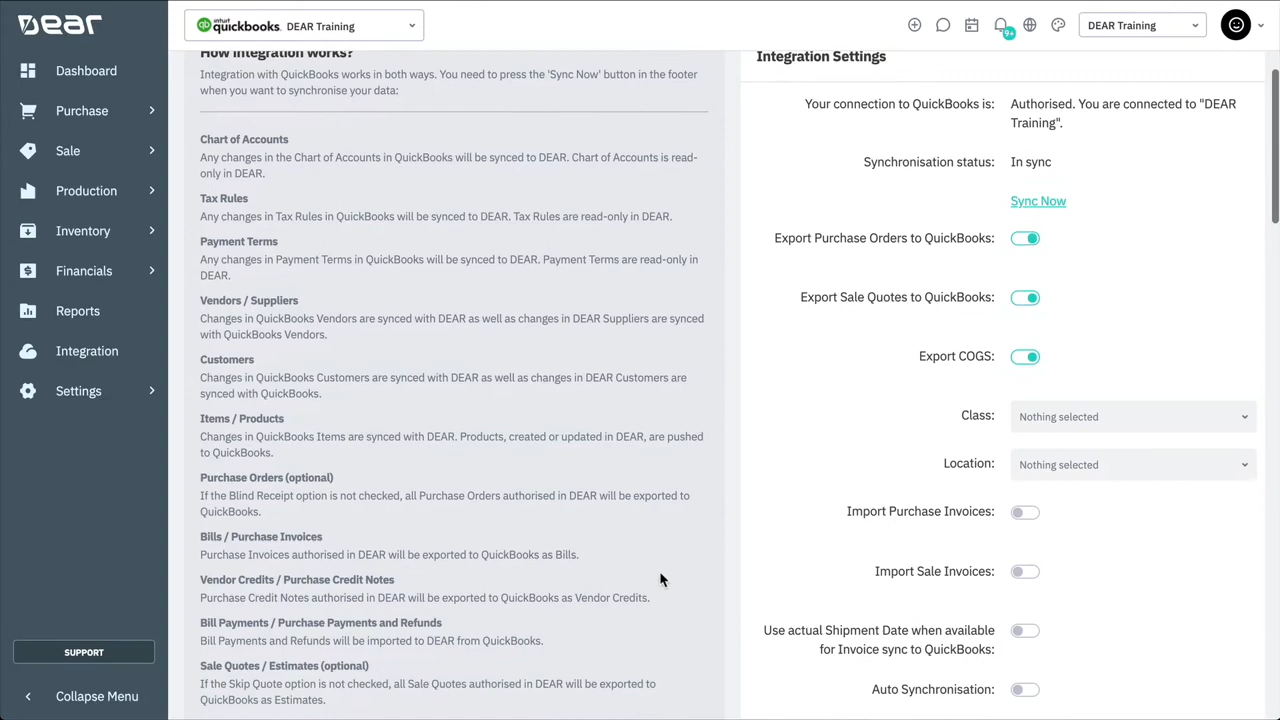 DEAR
intuit
quickbooks.
DEAR Training
9+
DEAR Training
Dashboard
Purchase
Sale
Production
Inventory
Financials
Reports
Integration
Settings
SUPPORT
Collapse Menu
How integration works?
Integration with QuickBooks works in both ways. You need to press the 'Sync Now' button in the footer
when you want to synchronise your data:
Chart of Accounts
Any changes in the Chart of Accounts in QuickBooks will be synced to DEAR. Chart of Accounts is read-
only in DEAR.
Tax Rules
Any changes in Tax Rules in QuickBooks will be synced to DEAR. Tax Rules are read-only in DEAR.
Payment Terms
Any changes in Payment Terms in QuickBooks will be synced to DEAR. Payment Terms are read-only in
DEAR.
Vendors / Suppliers
Changes in QuickBooks Vendors are synced with DEAR as well as changes in DEAR Suppliers are synced
with QuickBooks Vendors.
Customers
Changes in QuickBooks Customers are synced with DEAR as well as changes in DEAR Customers are
synced with QuickBooks.
Items / Products
Changes in QuickBooks Items are synced with DEAR. Products, created or updated in DEAR, are pushed
to QuickBooks.
Purchase Orders (optional)
If the Blind Receipt option is not checked, all Purchase Orders authorised in DEAR will be exported to
QuickBooks.
Bills / Purchase Invoices
Purchase Invoices authorised in DEAR will be exported to QuickBooks as Bills.
Vendor Credits / Purchase Credit Notes
Purchase Credit Notes authorised in DEAR will be exported to QuickBooks as Vendor Credits.
Bill Payments / Purchase Payments and Refunds
Bill Payments and Refunds will be imported to DEAR from QuickBooks.
Sale Quotes / Estimates (optional)
If the Skip Quote option is not checked, all Sale Quotes authorised in DEAR will be exported to
QuickBooks as Estimates.
Integration Settings
Your connection to QuickBooks is: Authorised. You are connected to "DEAR
Training".
Synchronisation status: In sync
Sync Now
Export Purchase Orders to QuickBooks:
Export Sale Quotes to QuickBooks:
Export COGS:
Class: Nothing selected
Location: Nothing selected
Import Purchase Invoices:
Import Sale Invoices:
Use actual Shipment Date when available
for Invoice sync to QuickBooks:
Auto Synchronisation: